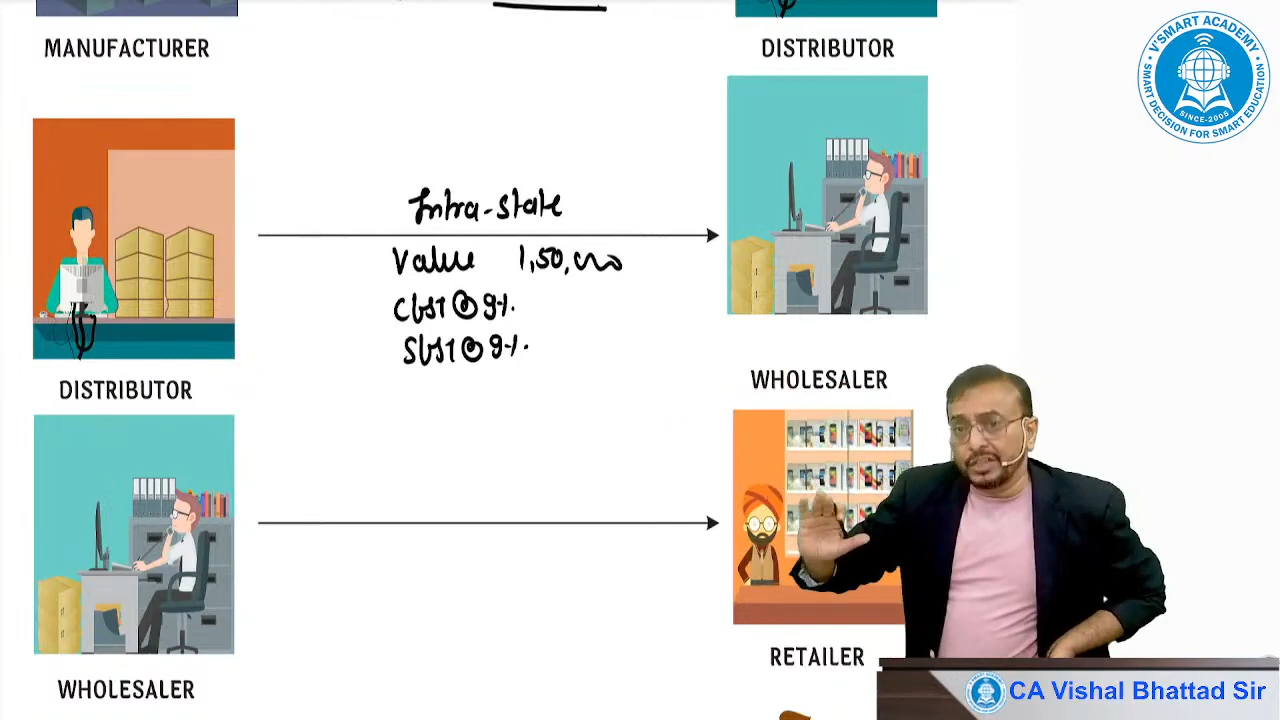 MANUFACTURER
DISTRIBUTOR
V'SMART ACADEMY
SMART DECISION FOR SMART EDUCATION
SINCE-2005
Intra-state
Value 1,50,000
CGST @ 9%.
SGST @ 9%.
DISTRIBUTOR
WHOLESALER
WHOLESALER
RETAILER
CA Vishal Bhattad Sir